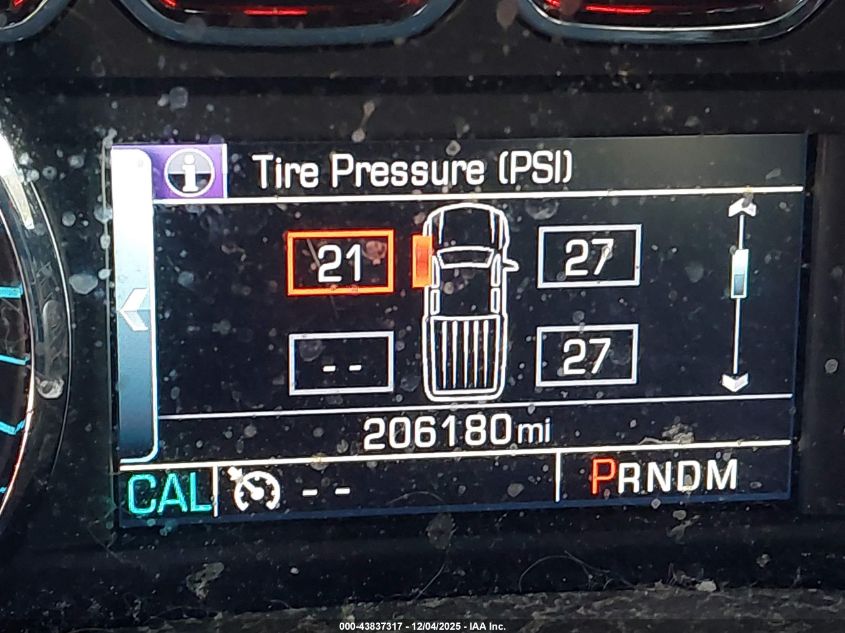 Tire Pressure (PSI)
21 27
-- 27
206180mi
CAL -- PRNDM
000-43837317 - 12/04/2025 - IAA Inc.